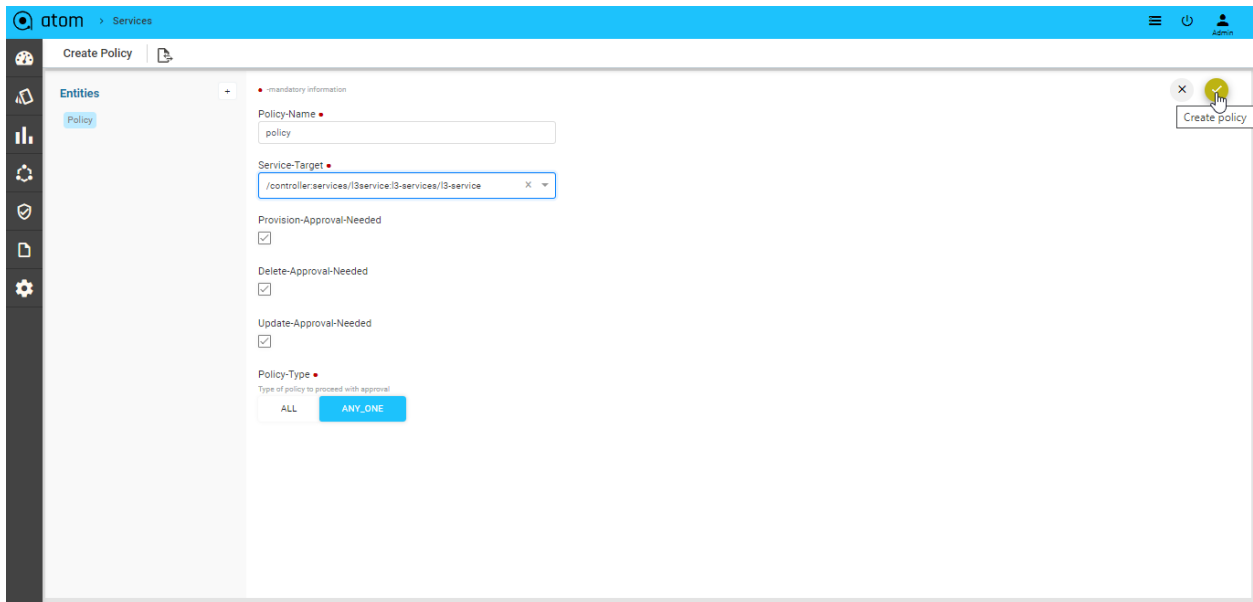 atom > Services
Admin
Create Policy
Entities +
Policy
-mandatory information
Policy-Name
policy
Service-Target
/controller:services/l3service:l3-services/l3-service
Provision-Approval-Needed
Delete-Approval-Needed
Update-Approval-Needed
Policy-Type
Type of policy to proceed with approval
ALL
ANY_ONE
Create policy